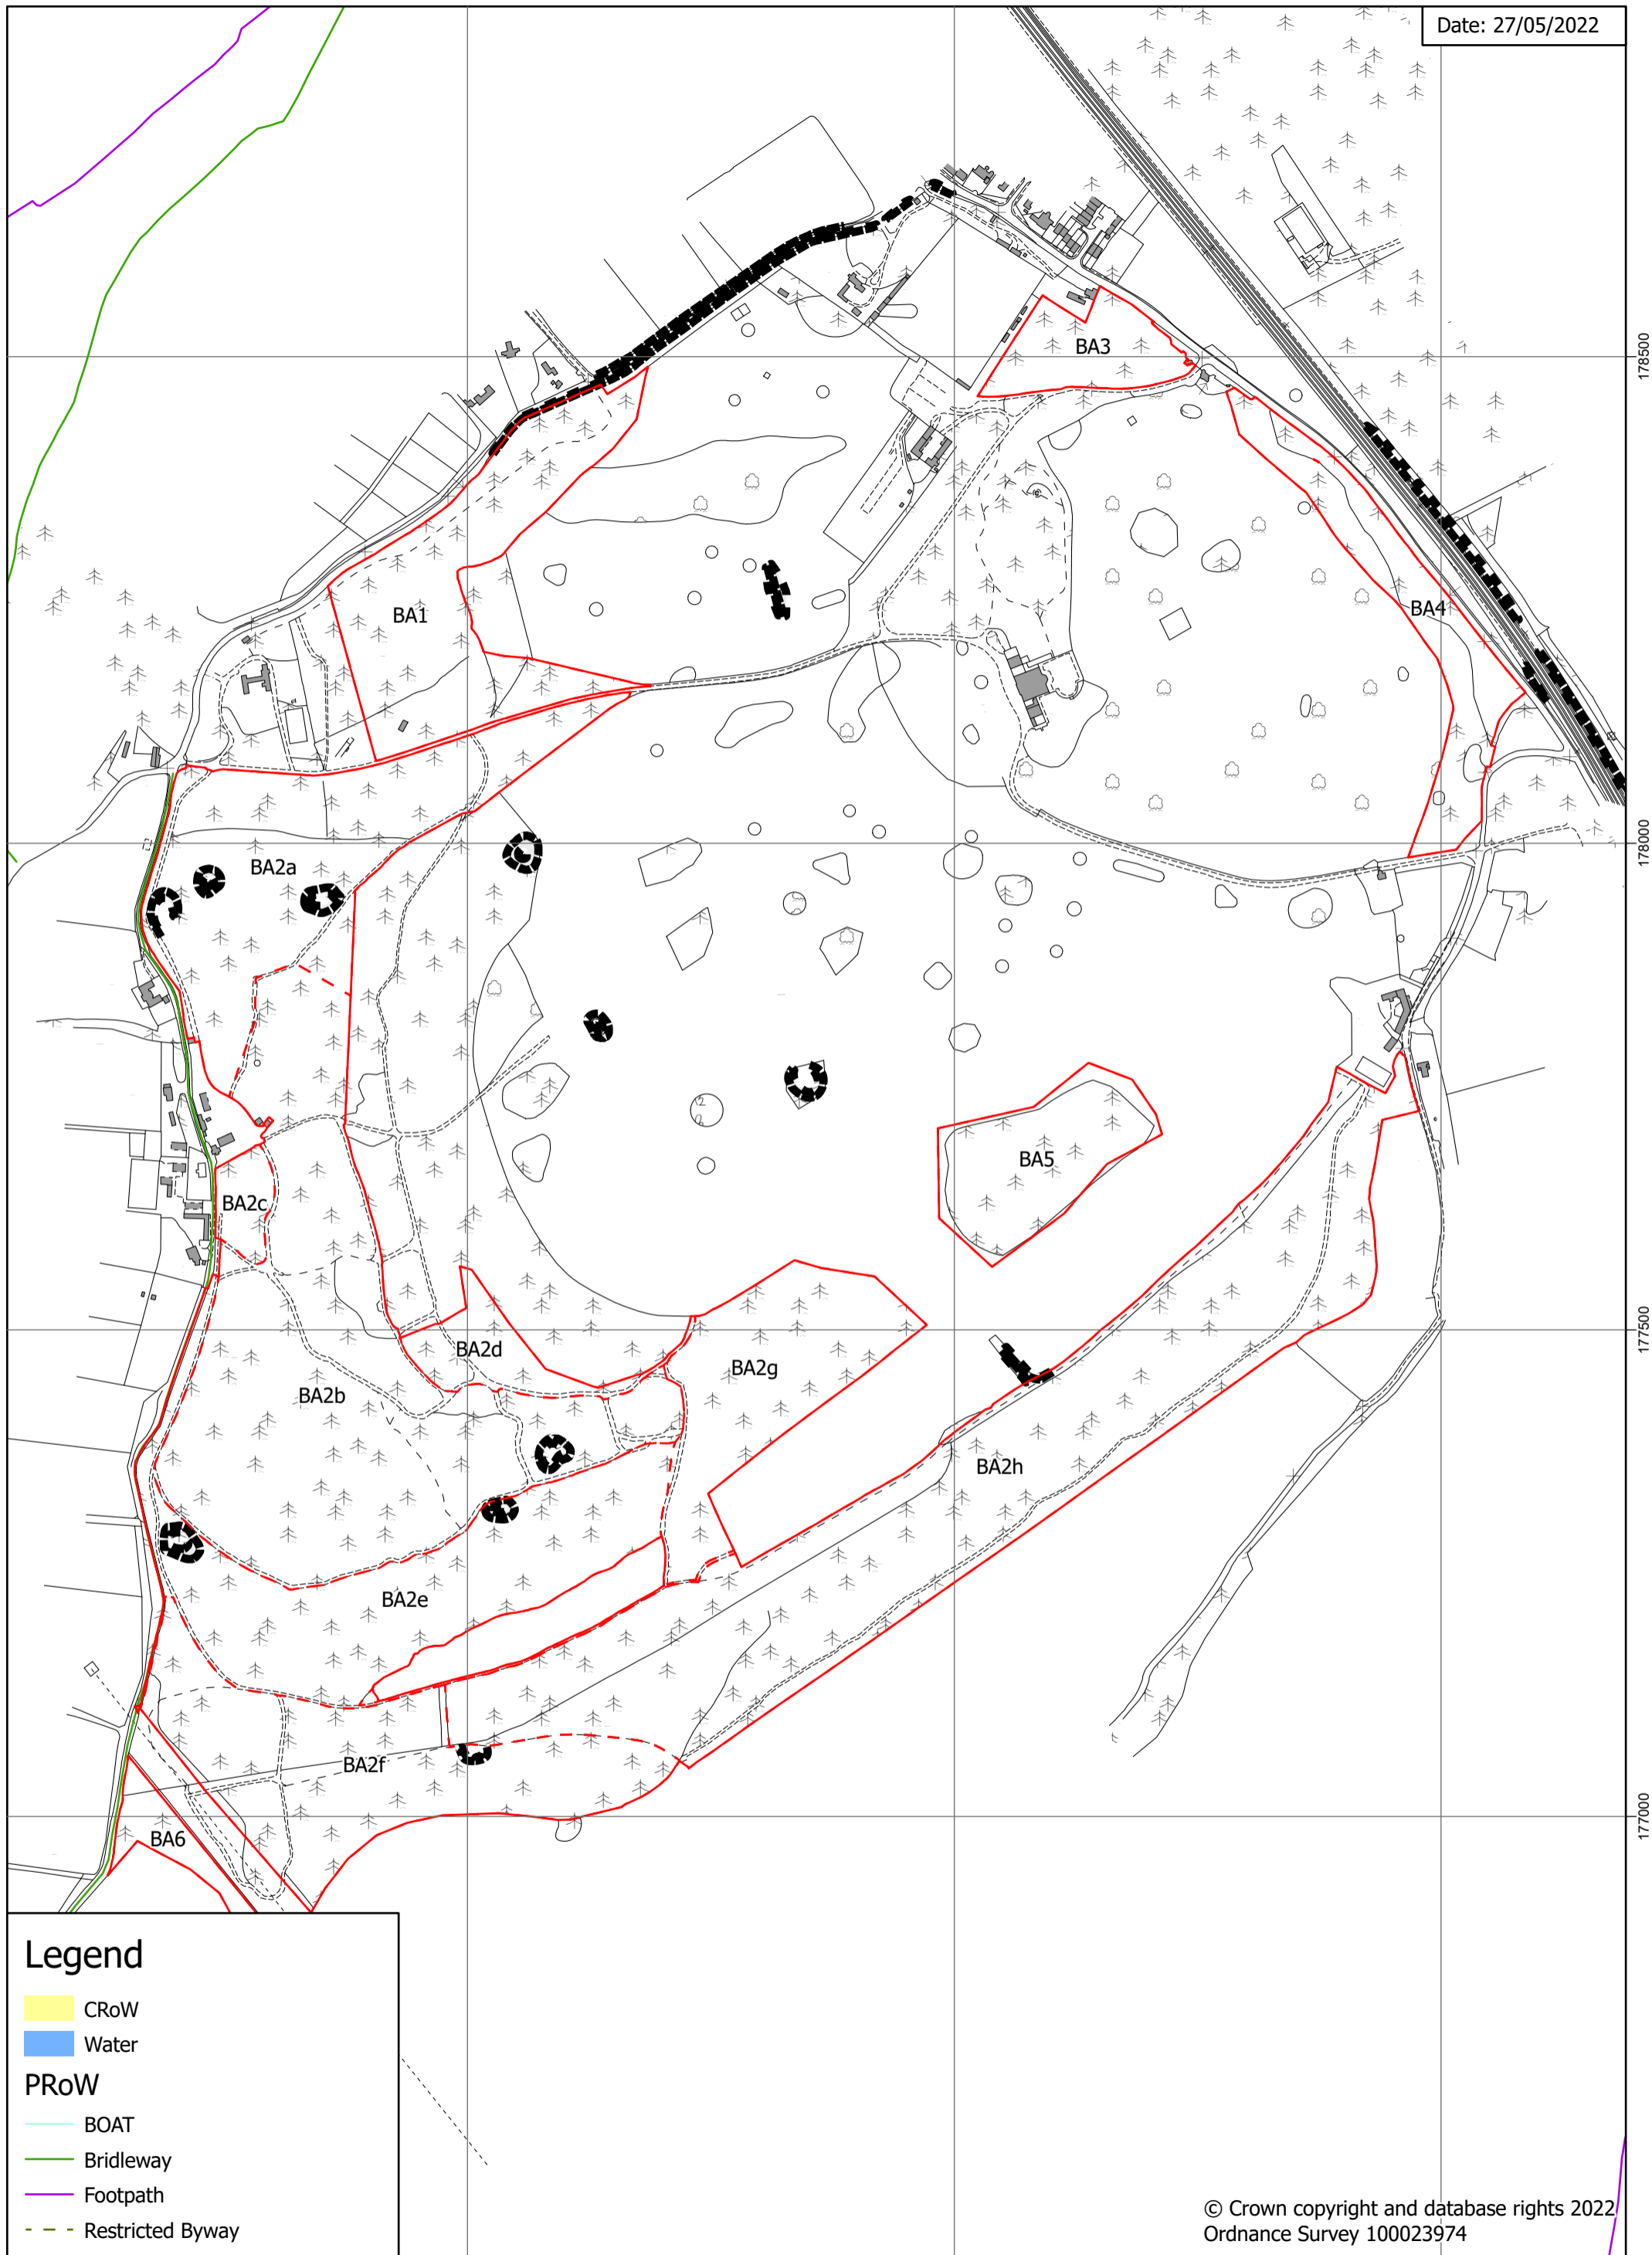 Date: 27/05/2022
BA3
178500
BA4
BA1
178000
BA2a
BA5
BA2c
177500
BA2d
BA2g
BA2b
BA2h
BA2e
BA2f
177000
BA6
Legend
CRoW
Water
PRoW
BOAT
Bridleway
Footpath
Restricted Byway
© Crown copyright and database rights 2022
Ordnance Survey 100023974